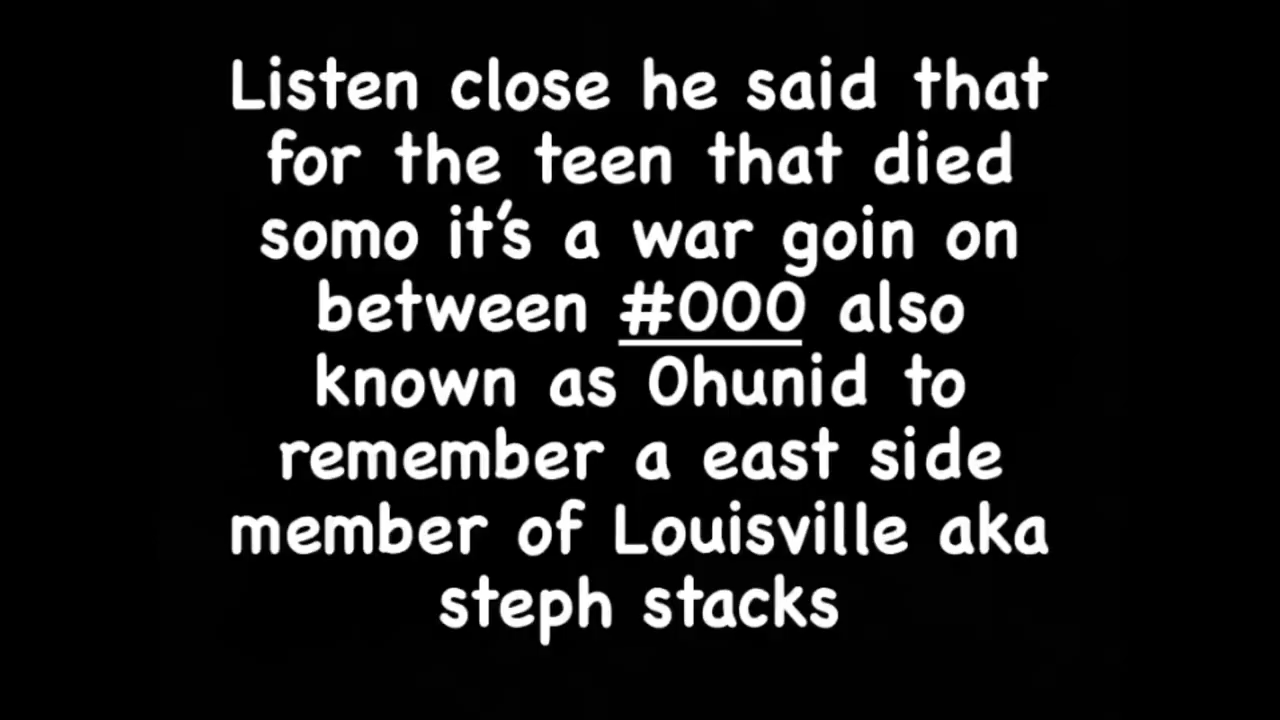 Listen close he said that
for the teen that died
somo it's a war goin on
between #000 also
known as 0hunid to
remember a east side
member of Louisville aka
steph stacks